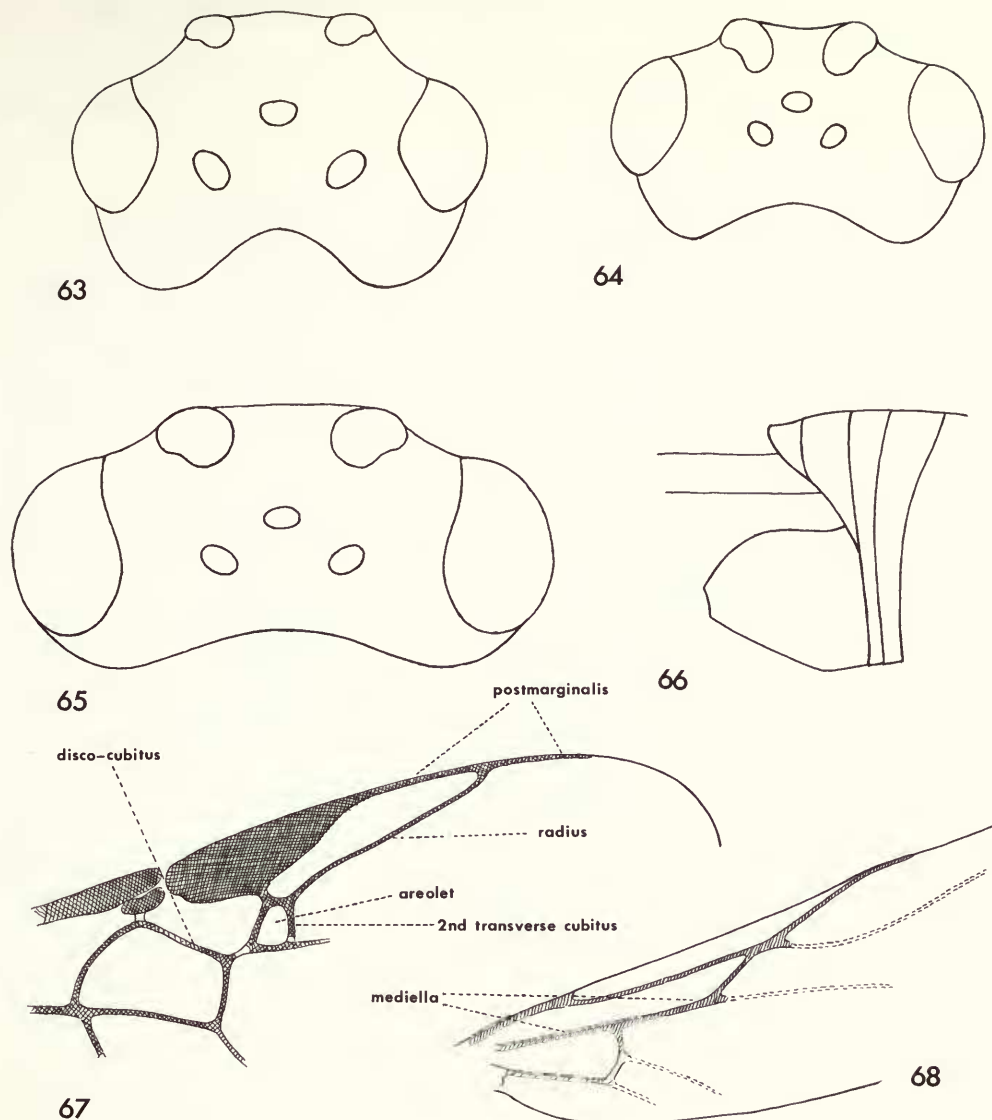 63
64
65
66
postmarginalis
disco-cubitus
radius
areolet
2nd transverse cubitus
mediella
67
68